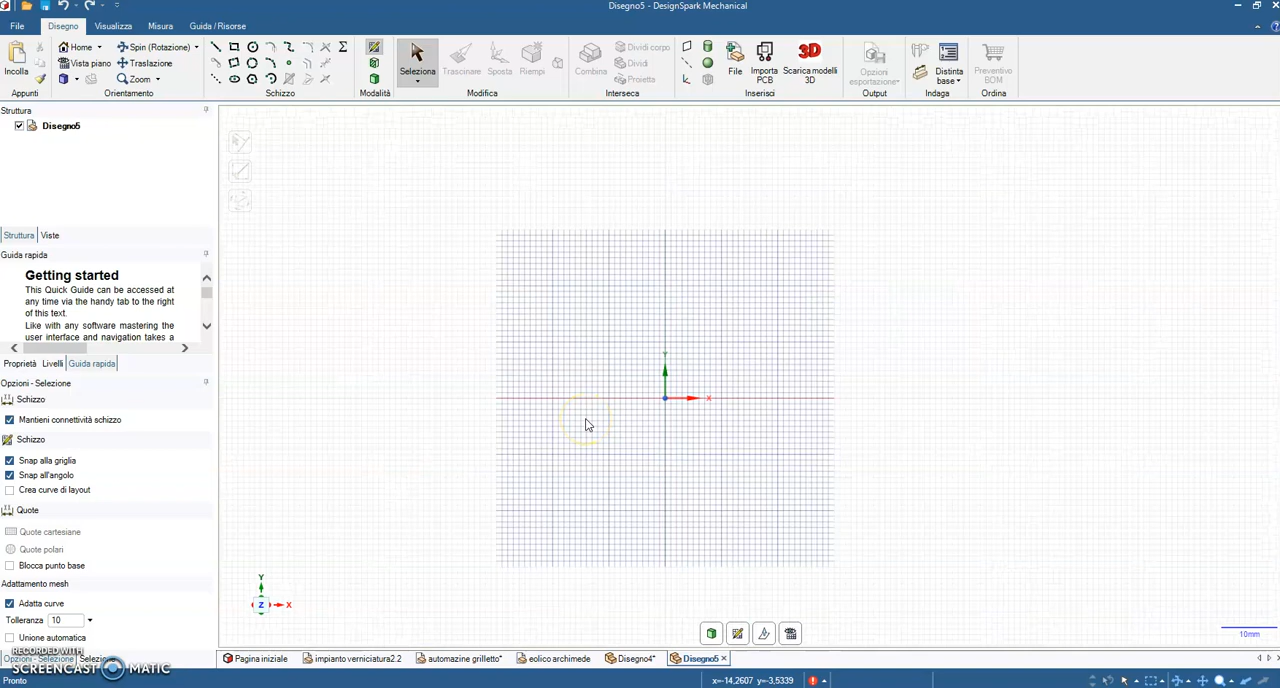 Disegno5 - DesignSpark Mechanical
File Disegno Visualizza Misura Guida / Risorse
Incolla
Home
Vista piano
Spin (Rotazione)
Traslazione
Zoom
Seleziona
Trascinare
Sposta
Riempi
Combina
Dividi corpo
Dividi
Proietta
File
Importa PCB
3D
Scarica modelli 3D
Opzioni esportazione
Distinta base
Preventivo BOM
Appunti Orientamento Schizzo Modalità Modifica Interseca Inserisci Output Indaga Ordina
Struttura
Disegno5
Struttura Viste
Guida rapida
Getting started
This Quick Guide can be accessed at
any time via the handy tab to the right
of this text.
Like with any software mastering the
user interface and navigation takes a
Proprietà Livelli Guida rapida
Opzioni - Selezione
Schizzo
Mantieni connettività schizzo
Schizzo
Snap alla griglia
Snap all'angolo
Crea curve di layout
Quote
Quote cartesiane
Quote polari
Blocca punto base
Adattamento mesh
Adatta curve
Tolleranza 10
Unione automatica
Opzioni - Selezione Selezione
RECORDED WITH
SCREENCAST MATIC
Pronto
Y
X
Y
Z X
10mm
Pagina iniziale impianto verniciatura2.2 automazione grilletto* eolico archimede Disegno4* Disegno5
x=-14,2607 y=-3,5339